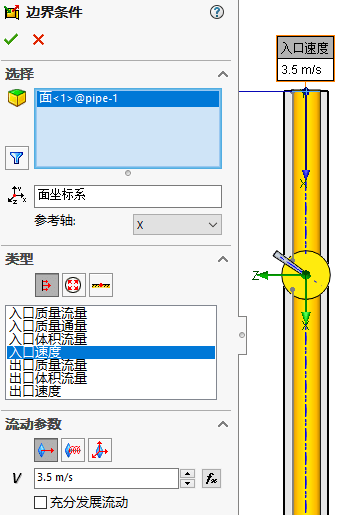 边界条件
选择
面<1>@pipe-1
面坐标系
参考轴:
X
类型
入口质量流量
入口质量通量
入口体积流量
入口速度
出口质量流量
出口体积流量
出口速度
流动参数
V
3.5 m/s
fx
充分发展流动
入口速度
3.5 m/s
X
Z
X